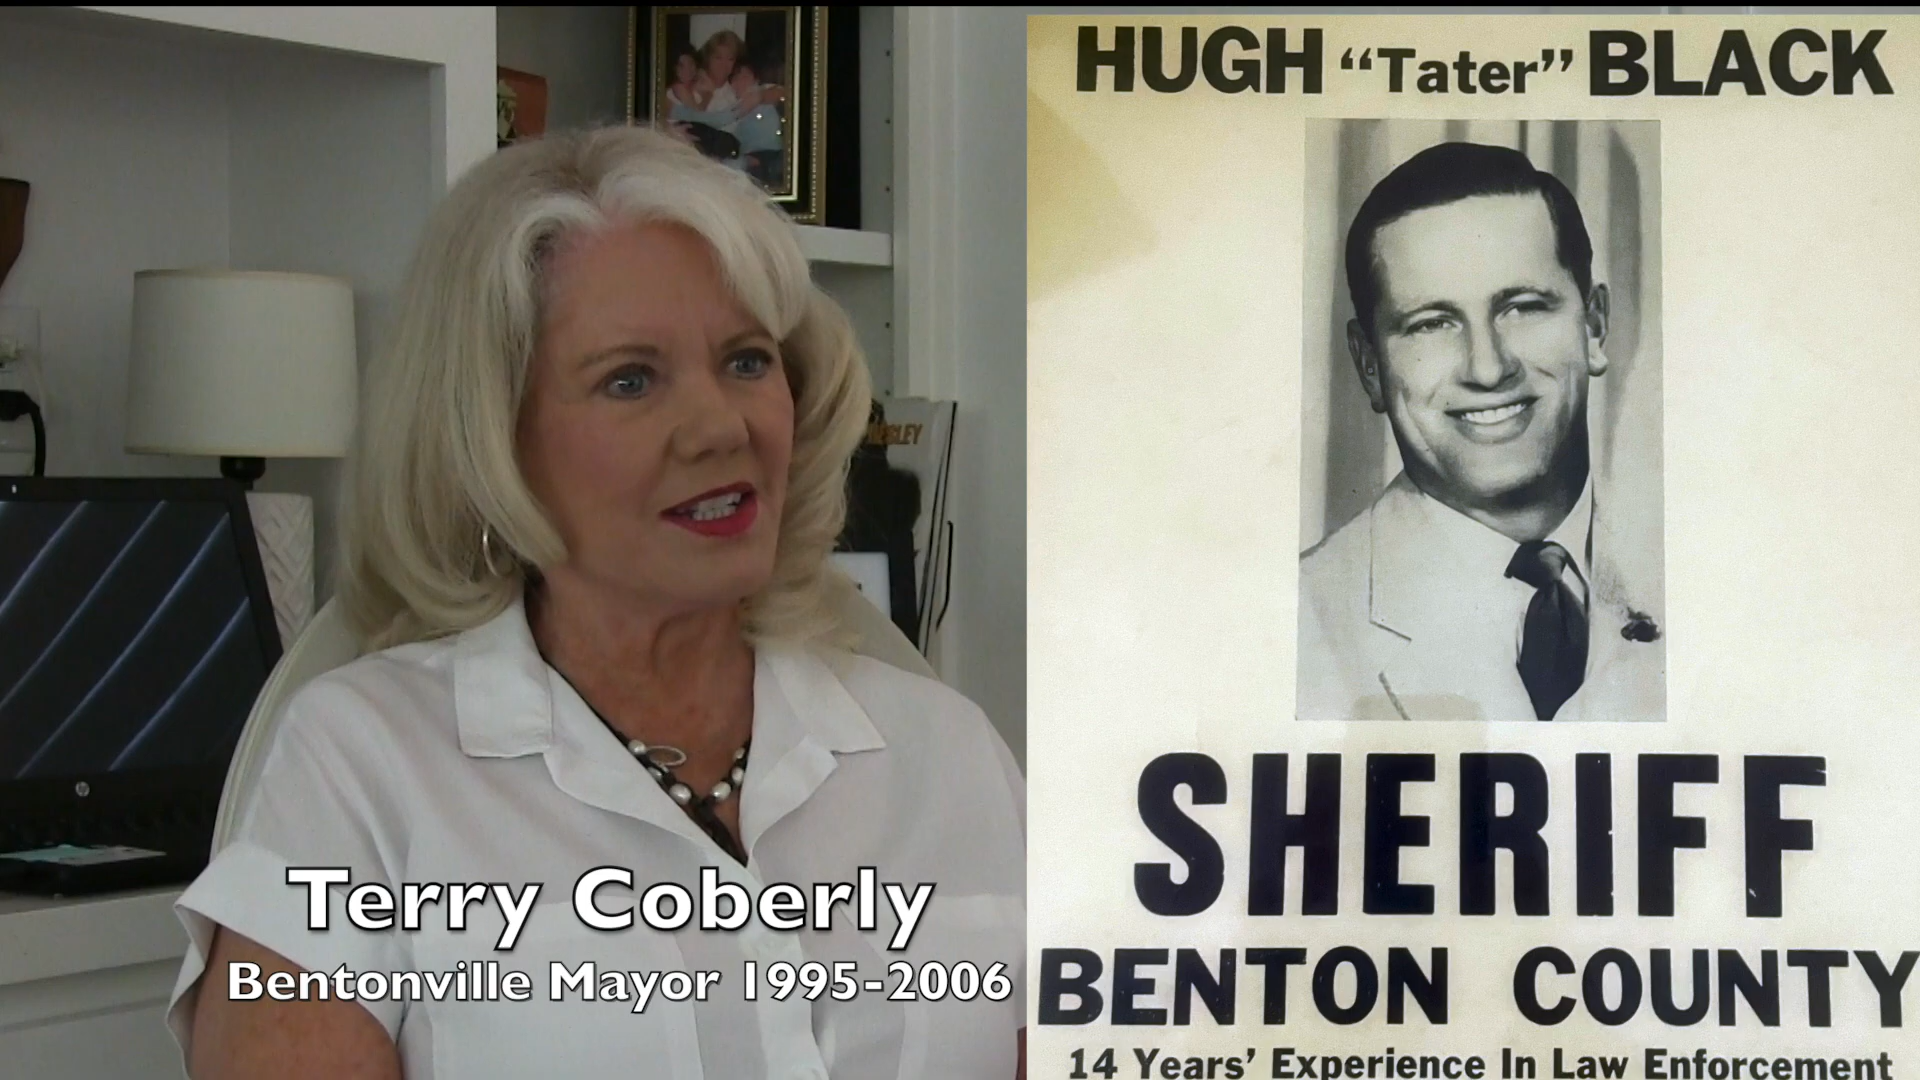 Terry Coberly
Bentonville Mayor 1995-2006
HUGH “Tater” BLACK
SHERIFF
BENTON COUNTY
14 Years’ Experience In Law Enforcement